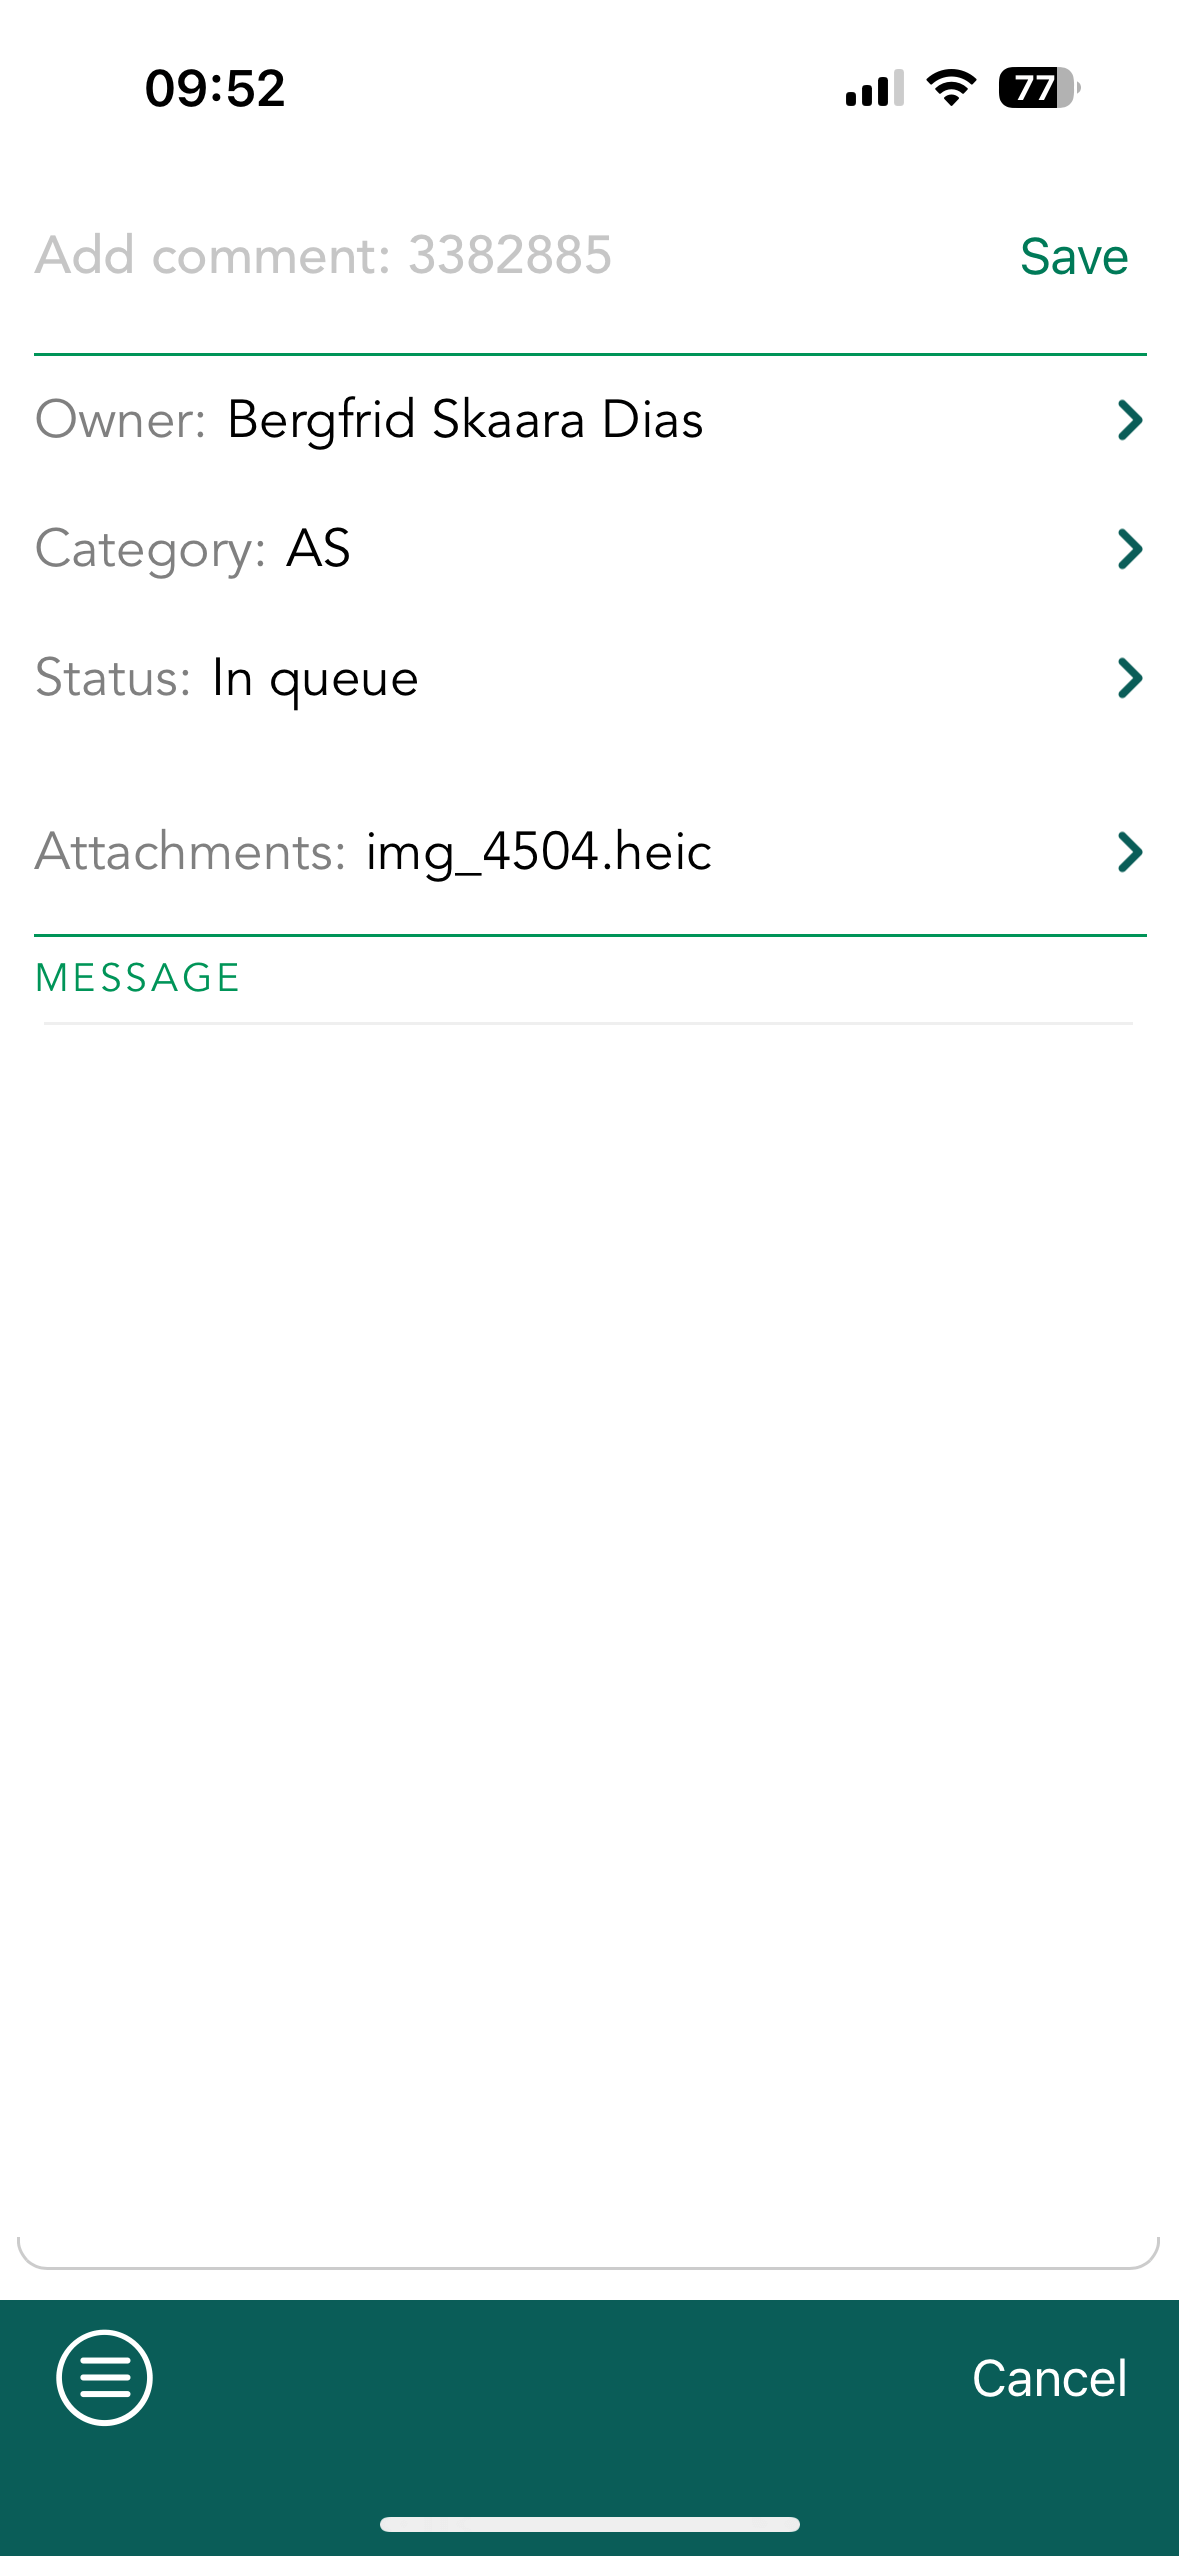 09:52
77
Add comment: 3382885
Save
Owner: Bergfrid Skaara Dias
Category: AS
Status: In queue
Attachments: img_4504.heic
MESSAGE
Cancel